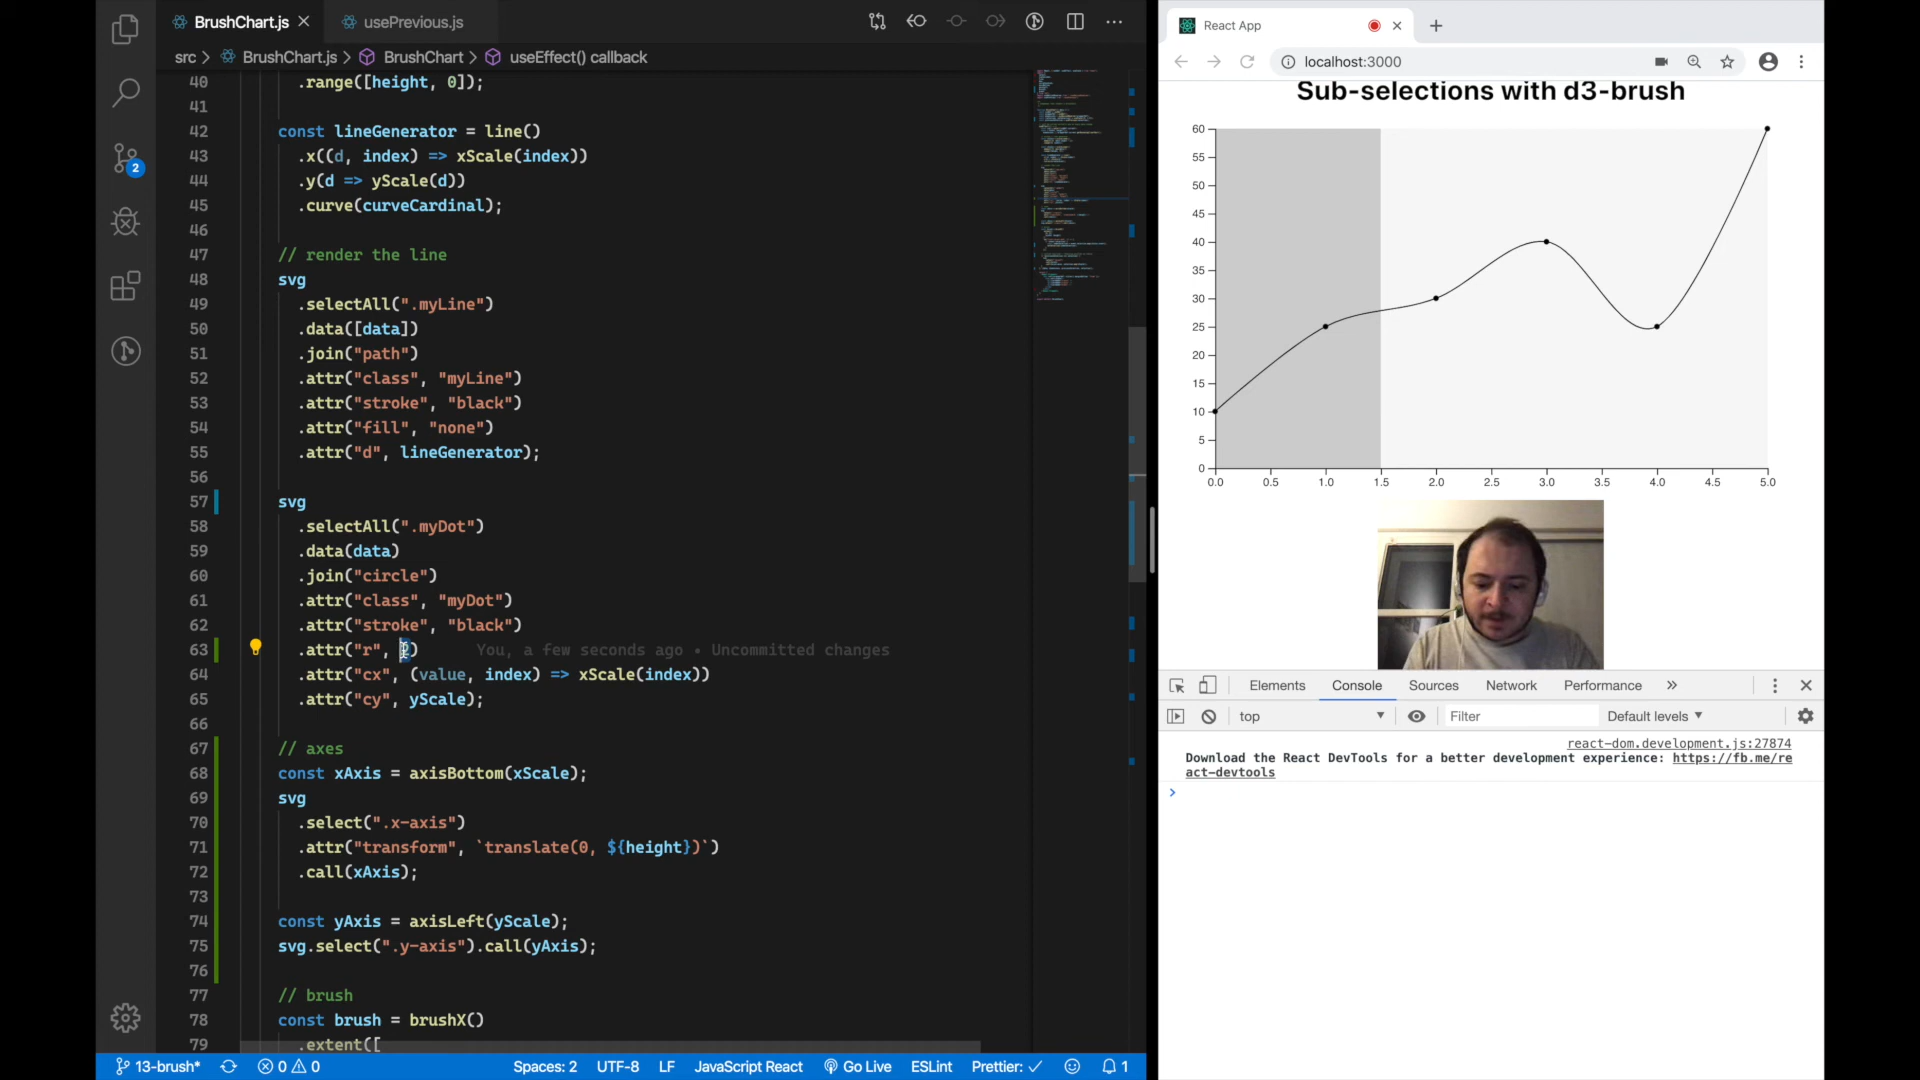 BrushChart.js
usePrevious.js
src > BrushChart.js > BrushChart > useEffect() callback
40 .range([height, 0]);
41
42 const lineGenerator = line()
43 .x((d, index) => xScale(index))
44 .y(d => yScale(d))
45 .curve(curveCardinal);
46
47 // render the line
48 svg
49 .selectAll(".myLine")
50 .data([data])
51 .join("path")
52 .attr("class", "myLine")
53 .attr("stroke", "black")
54 .attr("fill", "none")
55 .attr("d", lineGenerator);
56
57 svg
58 .selectAll(".myDot")
59 .data(data)
60 .join("circle")
61 .attr("class", "myDot")
62 .attr("stroke", "black")
63 .attr("r", ) You, a few seconds ago • Uncommitted changes
64 .attr("cx", (value, index) => xScale(index))
65 .attr("cy", yScale);
66
67 // axes
68 const xAxis = axisBottom(xScale);
69 svg
70 .select(".x-axis")
71 .attr("transform", `translate(0, ${height})`)
72 .call(xAxis);
73
74 const yAxis = axisLeft(yScale);
75 svg.select(".y-axis").call(yAxis);
76
77 // brush
78 const brush = brushX()
79 .extent([
2
13-brush* 0 0 Spaces: 2 UTF-8 LF JavaScript React Go Live ESLint Prettier: ✓ 1
React App
localhost:3000
Sub-selections with d3-brush
60
55
50
45
40
35
30
25
20
15
10
5
0
0.0 0.5 1.0 1.5 2.0 2.5 3.0 3.5 4.0 4.5 5.0
Elements Console Sources Network Performance »
top Filter Default levels
react-dom.development.js:27874
Download the React DevTools for a better development experience: https://fb.me/re
act-devtools
>